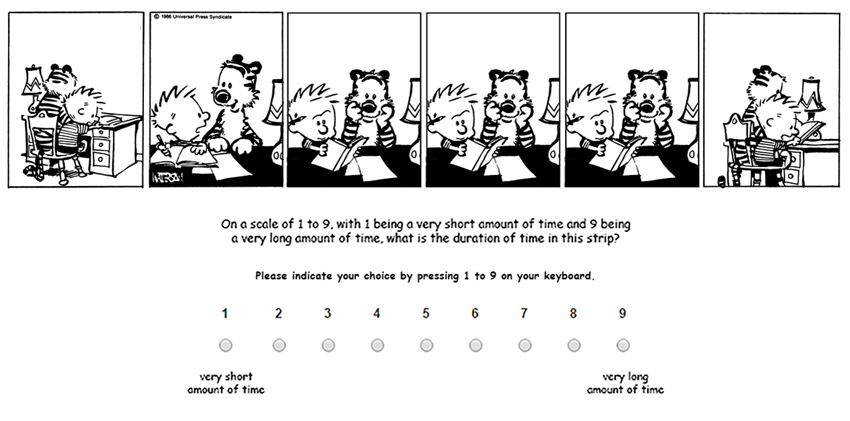 © 1986 Universal Press Syndicate
On a scale of 1 to 9, with 1 being a very short amount of time and 9 being
a very long amount of time, what is the duration of time in this strip?
Please indicate your choice by pressing 1 to 9 on your keyboard.
1 2 3 4 5 6 7 8 9
very short
amount of time
very long
amount of time